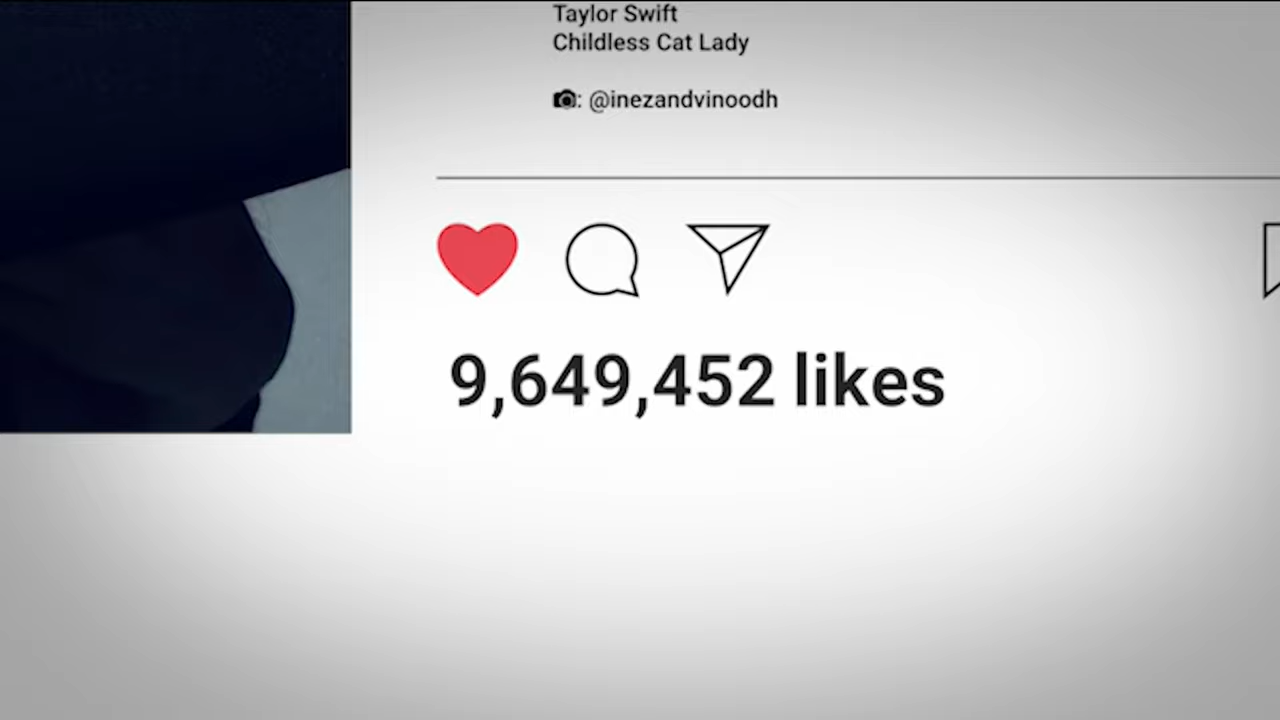 Taylor Swift
Childless Cat Lady
: @inezandvinoodh
9,649,452 likes